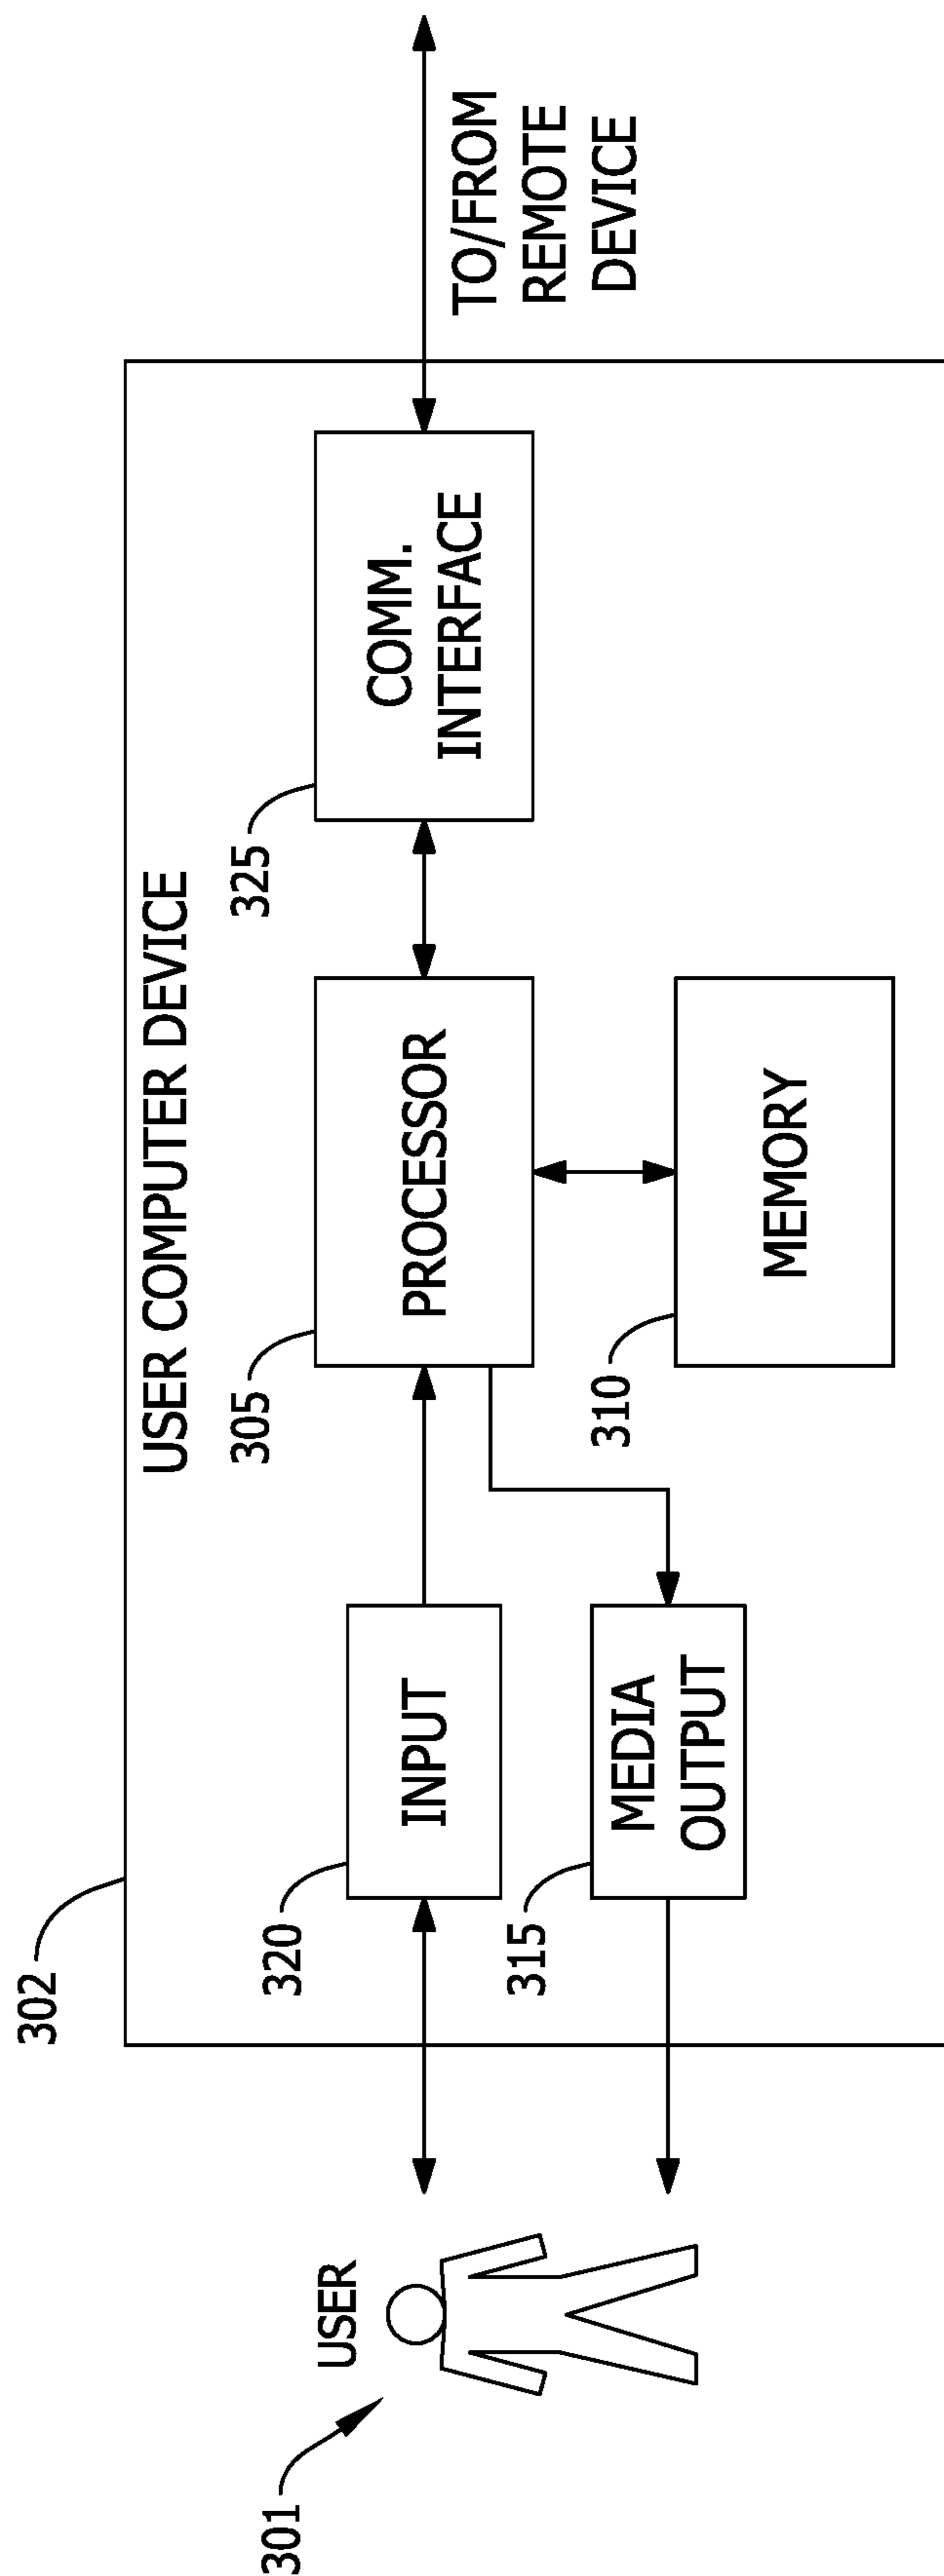 302
USER COMPUTER DEVICE
301
USER
320
INPUT
305
PROCESSOR
325
COMM.
INTERFACE
TO/FROM
REMOTE
DEVICE
315
MEDIA
OUTPUT
310
MEMORY